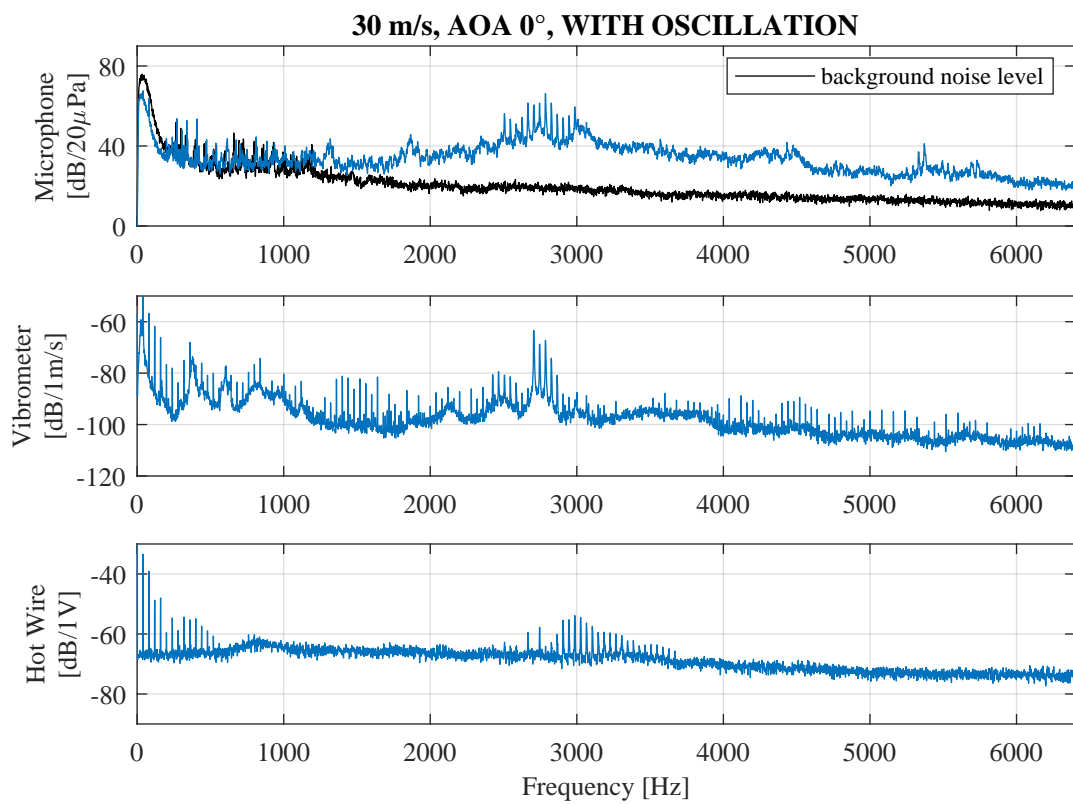 30 m/s, AOA 0°, WITH OSCILLATION
Microphone
[dB/20μPa]
80
40
0
background noise level
0 1000 2000 3000 4000 5000 6000
Vibrometer
[dB/1m/s]
-60
-80
-100
-120
0 1000 2000 3000 4000 5000 6000
Hot Wire
[dB/1V]
-40
-60
-80
0 1000 2000 3000 4000 5000 6000
Frequency [Hz]